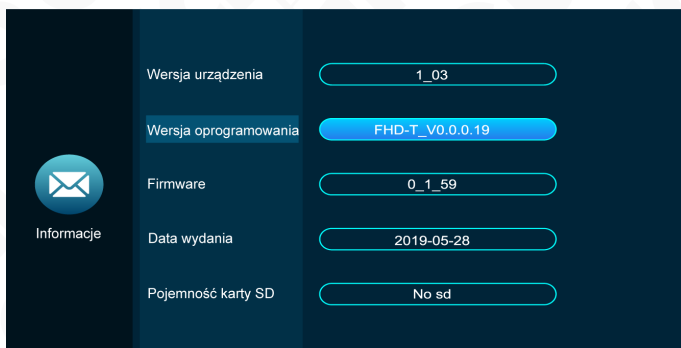 Wersja urządzenia 1_03
Wersja oprogramowania FHD-T_V0.0.0.19
Firmware 0_1_59
Informacje
Data wydania 2019-05-28
Pojemność karty SD No sd